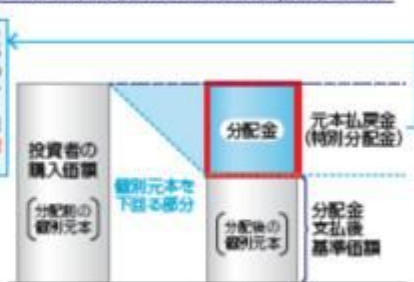 分配金
元本払戻金
(特別分配金)
投資者の
購入価額
(分配前の
個別元本)
個別元本を
下回る部分
(分配後の
個別元本)
分配金
支払後
基準価額